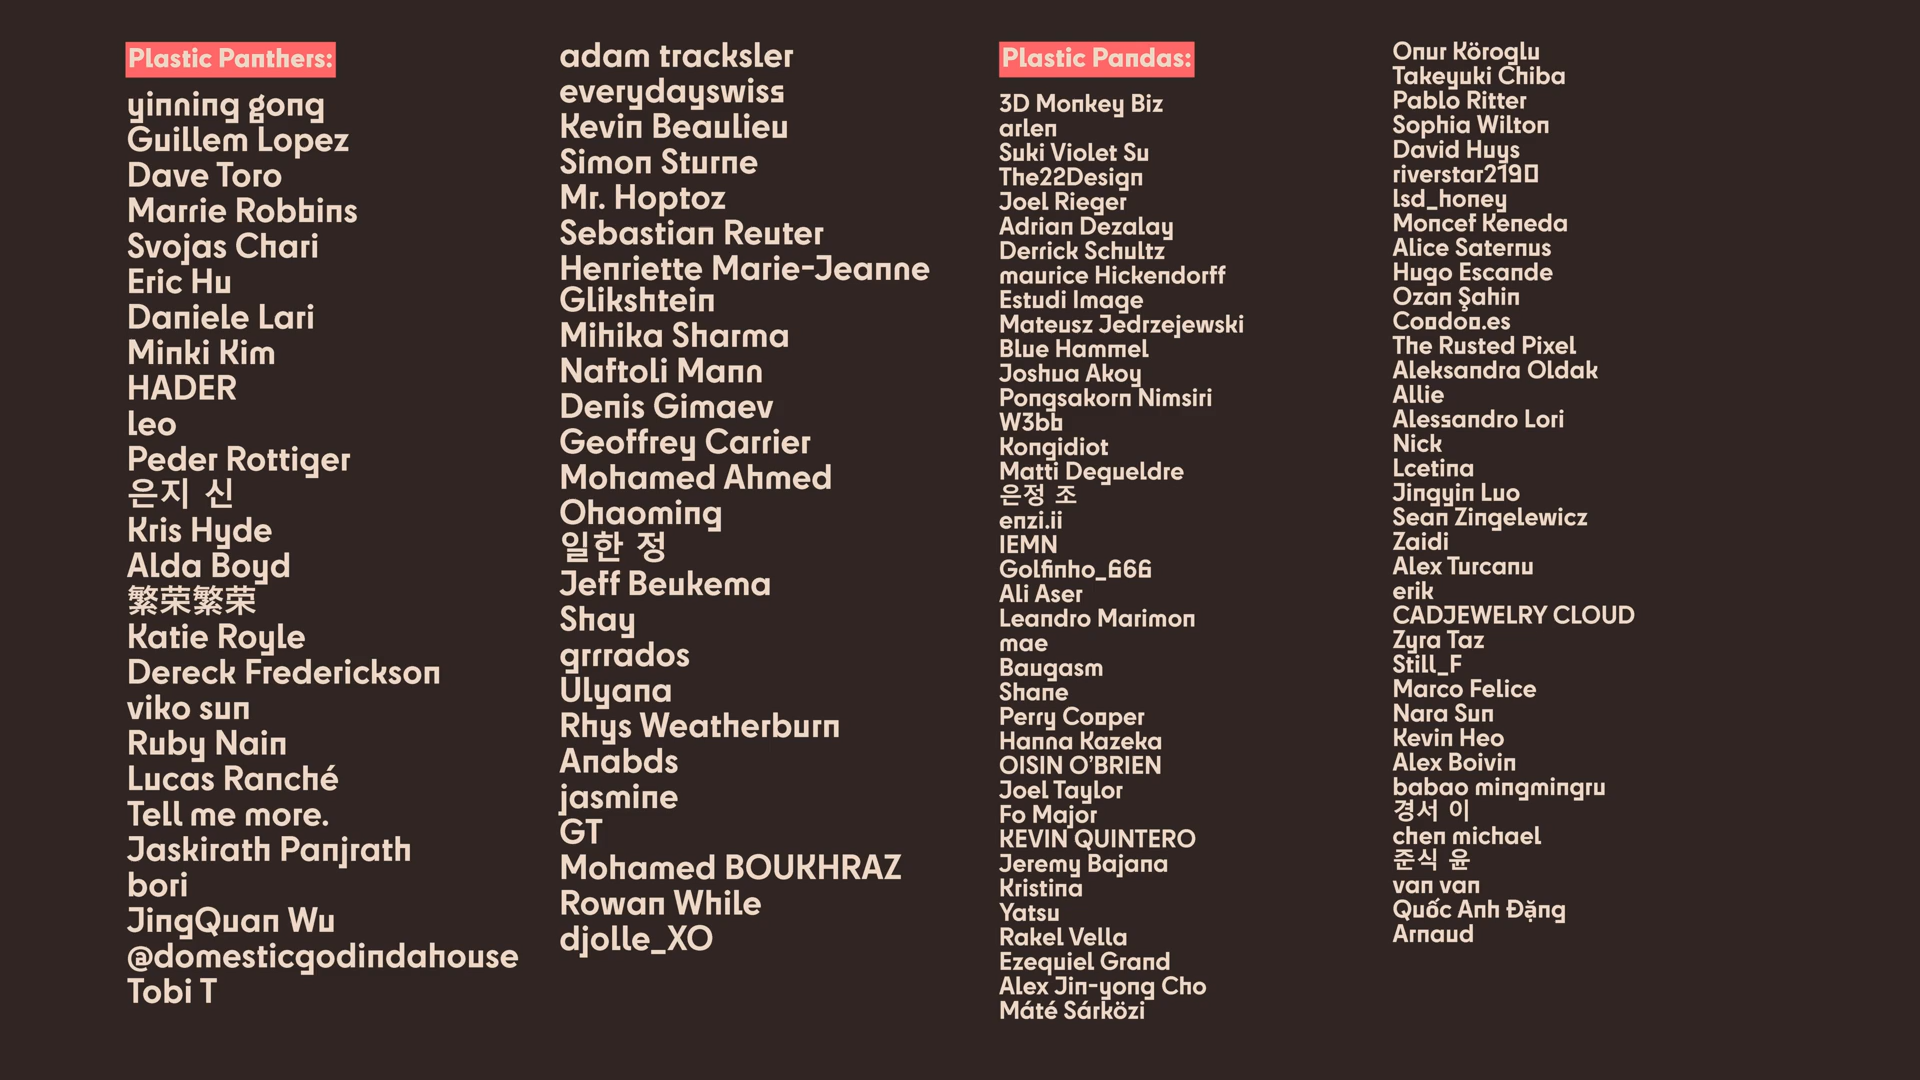 Plastic Panthers:
yinning gong
Guillem Lopez
Dave Toro
Marrie Robbins
Svojas Chari
Eric Hu
Daniele Lari
Minki Kim
HADER
leo
Peder Rottiger
은지 신
Kris Hyde
Alda Boyd
繁荣繁荣
Katie Royle
Dereck Frederickson
viko sun
Ruby Nain
Lucas Ranché
Tell me more.
Jaskirath Panjrath
bori
JingQuan Wu
@domesticgodindahouse
Tobi T
adam tracksler
everydayswiss
Kevin Beaulieu
Simon Sturne
Mr. Hoptoz
Sebastian Reuter
Henriette Marie-Jeanne
Glikshtein
Mihika Sharma
Naftoli Mann
Denis Gimaev
Geoffrey Carrier
Mohamed Ahmed
Ohaoming
일한 정
Jeff Beukema
Shay
grrrados
Ulyana
Rhys Weatherburn
Anabds
jasmine
GT
Mohamed BOUKHRAZ
Rowan While
djolle_XO
Plastic Pandas:
3D Monkey Biz
arlen
Suki Violet Su
The22Design
Joel Rieger
Adrian Dezalay
Derrick Schultz
maurice Hickendorff
Estudi Image
Mateusz Jedrzejewski
Blue Hammel
Joshua Akoy
Pongsakorn Nimsiri
W3bb
Kongidiot
Matti Degueldre
은정 조
enzi.ii
IEMN
Golfinho_666
Ali Aser
Leandro Marimon
mae
Baugasm
Shane
Perry Cooper
Hanna Kazeka
OISIN O’BRIEN
Joel Taylor
Fo Major
KEVIN QUINTERO
Jeremy Bajana
Kristina
Yatsu
Rakel Vella
Ezequiel Grand
Alex Jin-yong Cho
Máté Sárközi
Onur Köroglu
Takeyuki Chiba
Pablo Ritter
Sophia Wilton
David Huys
riverstar2190
lsd_honey
Moncef Keneda
Alice Saternus
Hugo Escande
Ozan Şahin
Condon.es
The Rusted Pixel
Aleksandra Oldak
Allie
Alessandro Lori
Nick
Lcetina
Jingyin Luo
Sean Zingelewicz
Zaidi
Alex Turcanu
erik
CADJEWELRY CLOUD
Zyra Taz
Still_F
Marco Felice
Nara Sun
Kevin Heo
Alex Boivin
babao mingmingru
경서 이
chen michael
준식 윤
van van
Quốc Anh Đặng
Arnaud